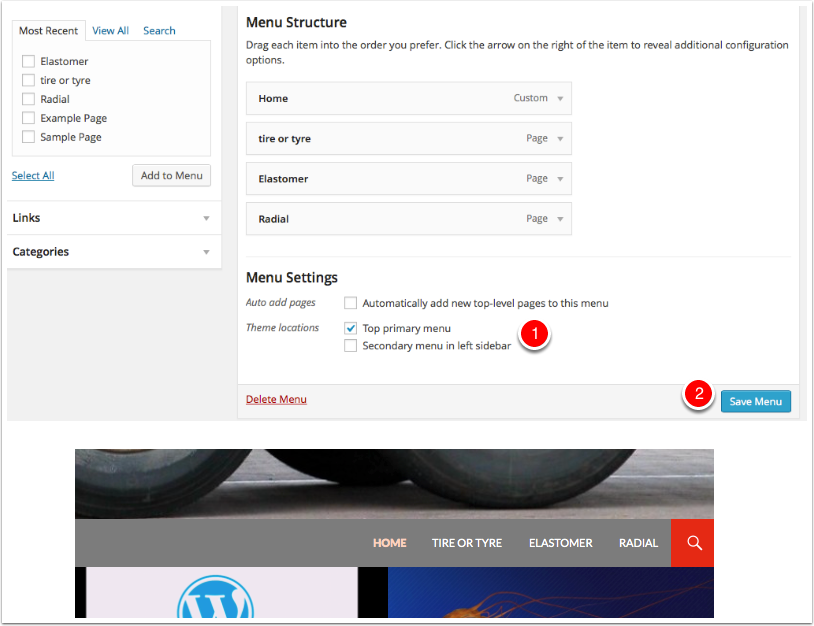 Most Recent View All Search
Elastomer
tire or tyre
Radial
Example Page
Sample Page
Select All Add to Menu
Links
Categories
Menu Structure
Drag each item into the order you prefer. Click the arrow on the right of the item to reveal additional configuration
options.
Home Custom
tire or tyre Page
Elastomer Page
Radial Page
Menu Settings
Auto add pages Automatically add new top-level pages to this menu
Theme locations Top primary menu
Secondary menu in left sidebar
1
Delete Menu 2 Save Menu
HOME TIRE OR TYRE ELASTOMER RADIAL